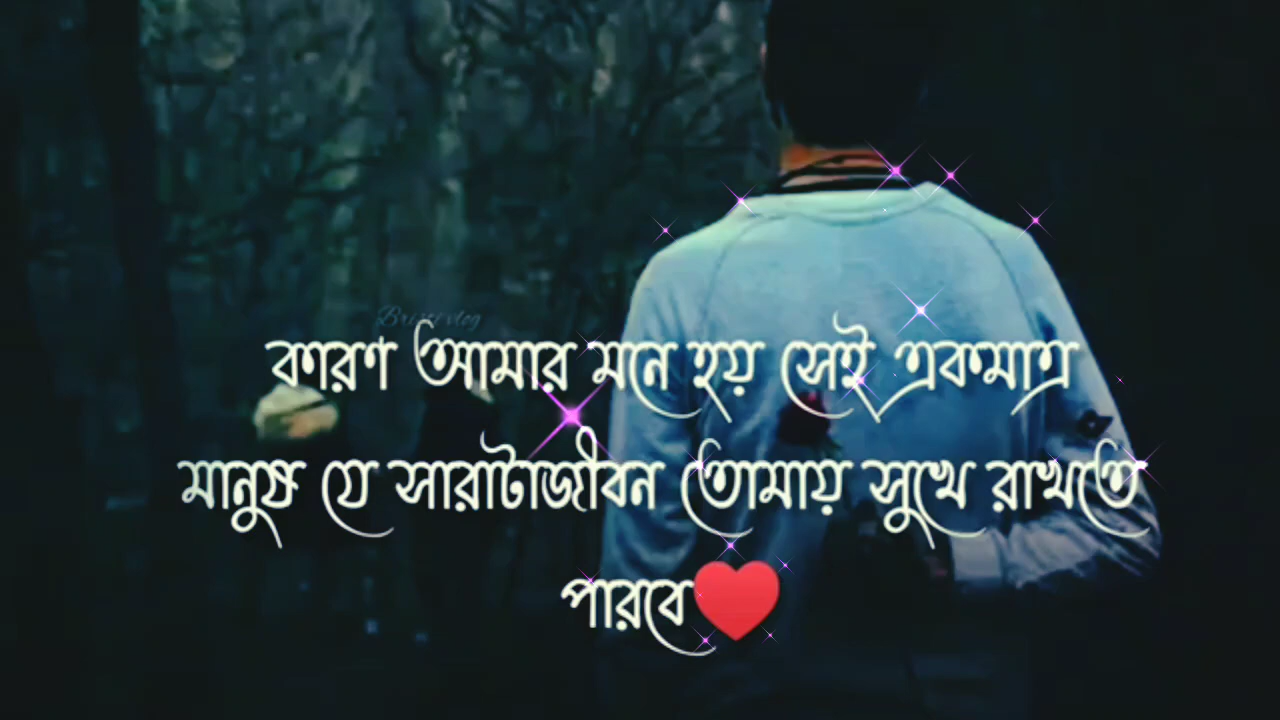 কারণ আমার মনে হয় সেই একমাত্র
মানুষ যে সারাটাজীবন তোমায় সুখে রাখতে
পারবে❤️